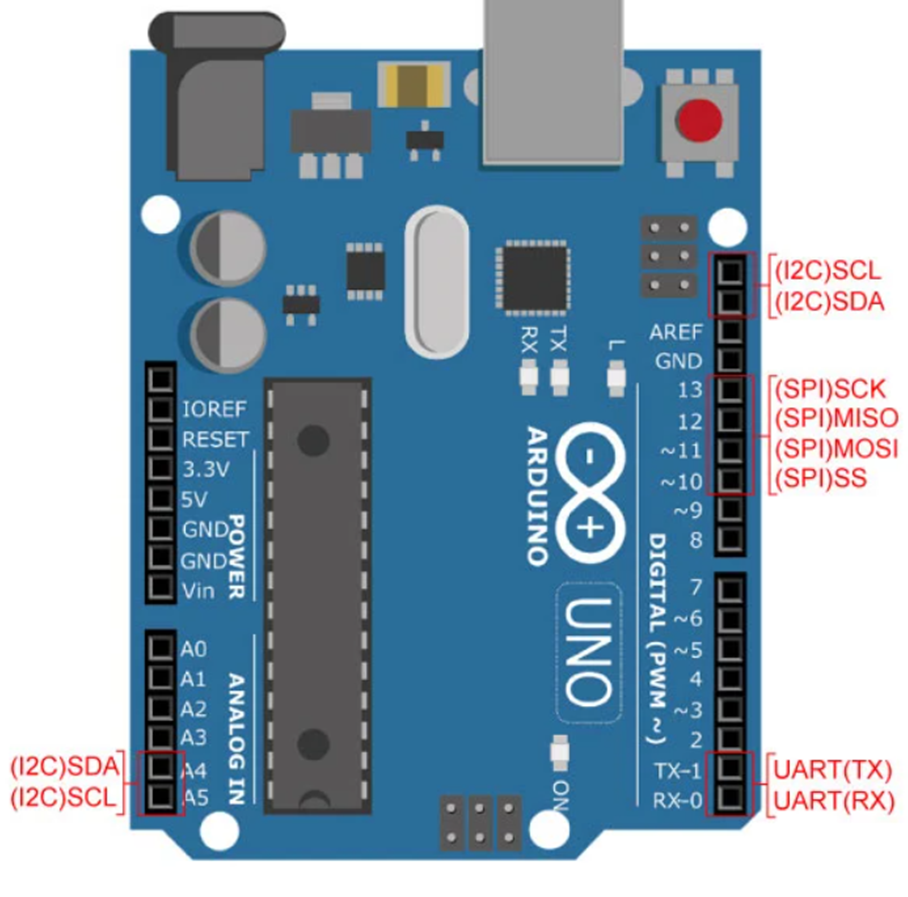 (I2C)SCL
(I2C)SDA
AREF
GND
13
12
~11
~10
~9
8
(SPI)SCK
(SPI)MISO
(SPI)MOSI
(SPI)SS
RX
TX
L
ARDUINO
UNO
DIGITAL (PWM ~)
7
~6
~5
4
~3
2
TX-1
RX-0
UART(TX)
UART(RX)
ON
IOREF
RESET
3.3V
5V
GND
GND
Vin
POWER
A0
A1
A2
A3
A4
A5
ANALOG IN
(I2C)SDA
(I2C)SCL